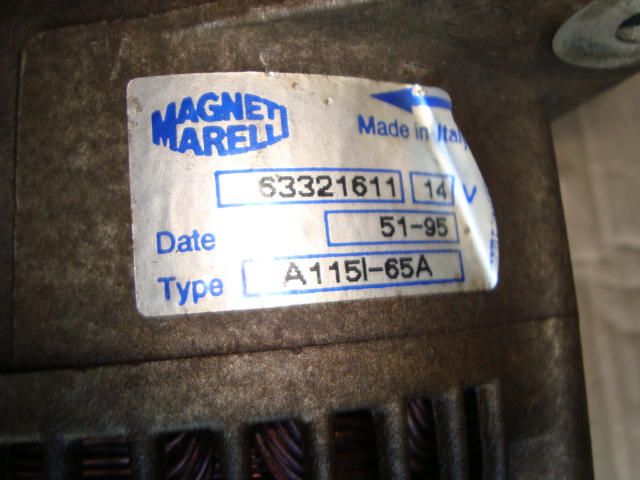 MAGNETI
MARELLI
Made in Italy
63321611 14 V
Date 51-95
Type A115I-65A